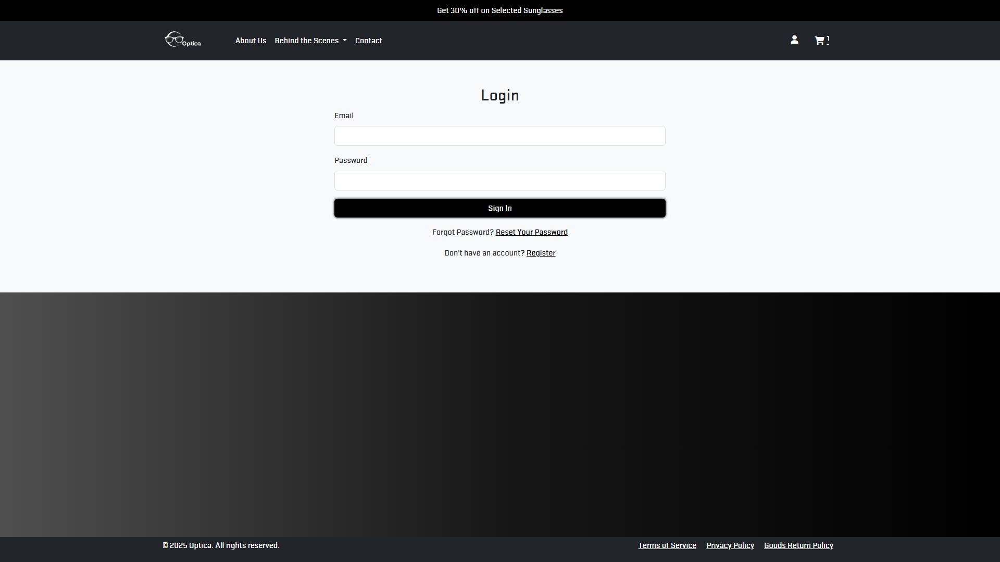 Get 30% off on Selected Sunglasses
Optica
About Us
Behind the Scenes
Contact
1
Login
Email
Password
Sign In
Forgot Password? Reset Your Password
Don't have an account? Register
© 2025 Optica. All rights reserved.
Terms of Service
Privacy Policy
Goods Return Policy